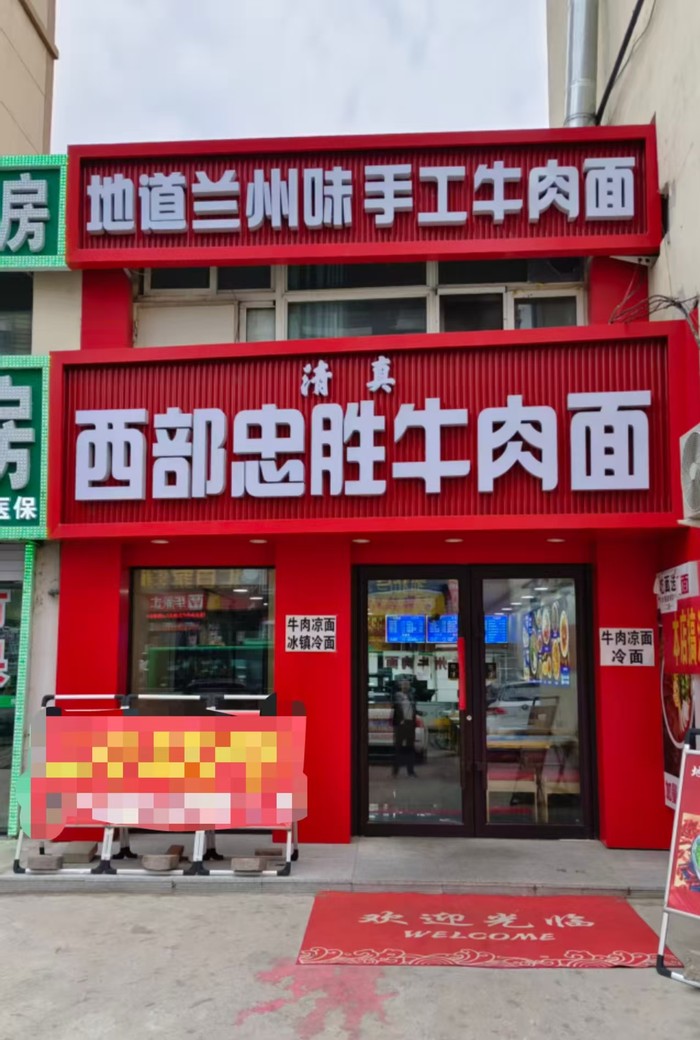 地道兰州味 手工牛肉面
房
清真
西部忠胜牛肉面
房
医保
牛肉凉面
冰镇冷面
牛肉凉面
冷面
欢迎光临
WELCOME